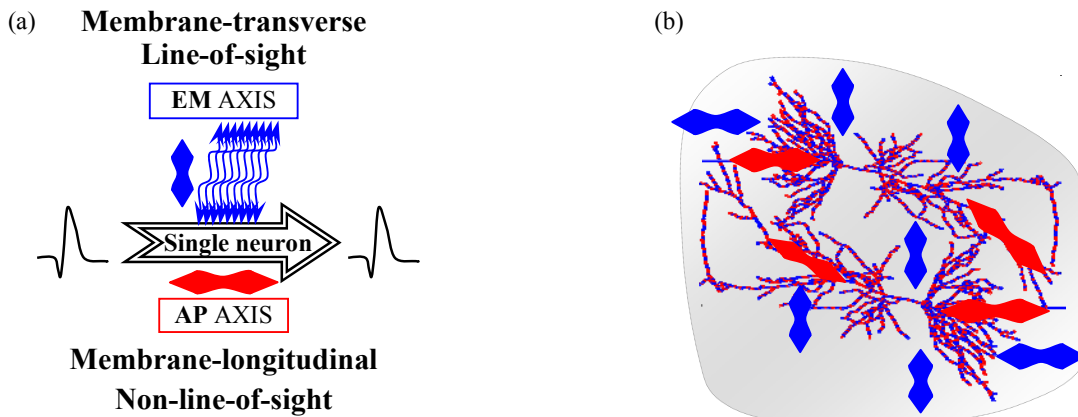 (a)
Membrane-transverse
Line-of-sight
EM AXIS
Single neuron
AP AXIS
Membrane-longitudinal
Non-line-of-sight
(b)